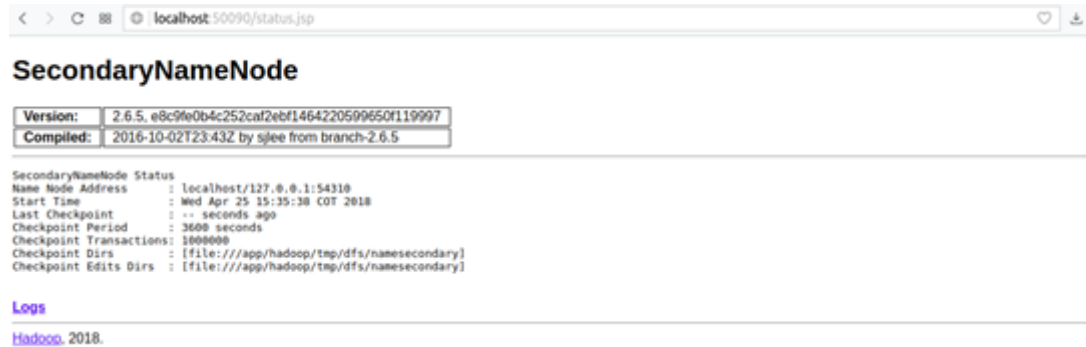 localhost:50090/status.jsp
SecondaryNameNode
Version: 2.6.5, e8c9fe0b4c252caf2ebf1464220599650f119997
Compiled: 2016-10-02T23:43Z by sjlee from branch-2.6.5
SecondaryNameNode Status
Name Node Address : localhost/127.0.0.1:54310
Start Time : Wed Apr 25 15:35:38 COT 2018
Last Checkpoint : -- seconds ago
Checkpoint Period : 3600 seconds
Checkpoint Transactions: 1000000
Checkpoint Dirs : [file:///app/hadoop/tmp/dfs/namesecondary]
Checkpoint Edits Dirs : [file:///app/hadoop/tmp/dfs/namesecondary]
Logs
Hadoop, 2018.